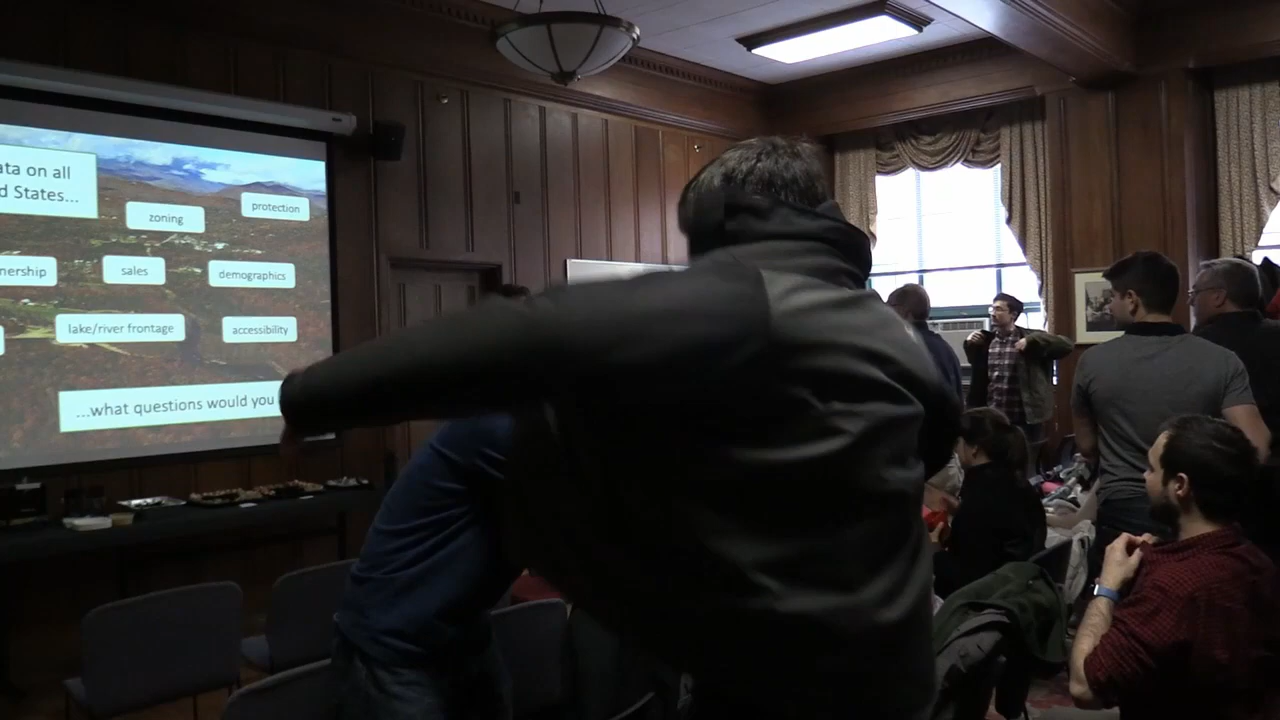 ata on all
d States...
protection
zoning
nership
sales
demographics
lake/river frontage
accessibility
...what questions would you